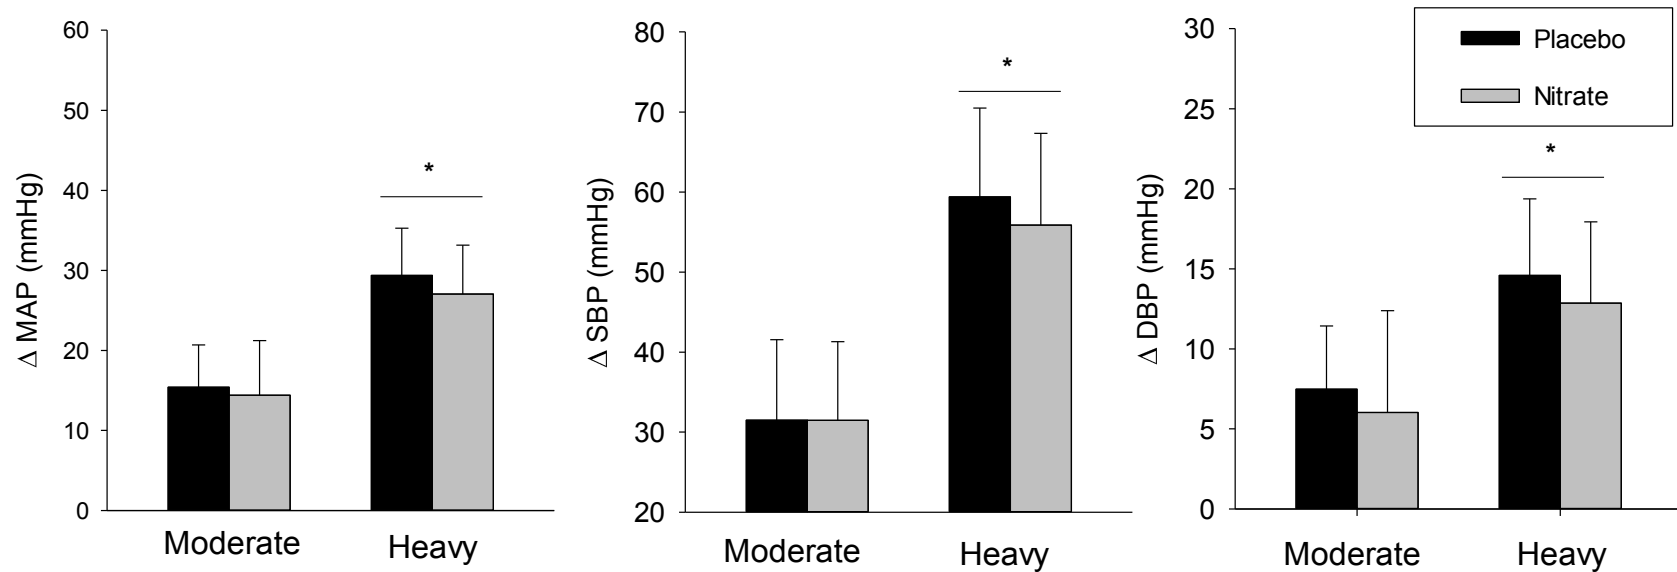 Δ MAP (mmHg)
60
50
40
30
20
10
0
*
Moderate
Heavy
Δ SBP (mmHg)
80
70
60
50
40
30
20
*
Moderate
Heavy
Δ DBP (mmHg)
30
25
20
15
10
5
0
*
Moderate
Heavy
Placebo
Nitrate